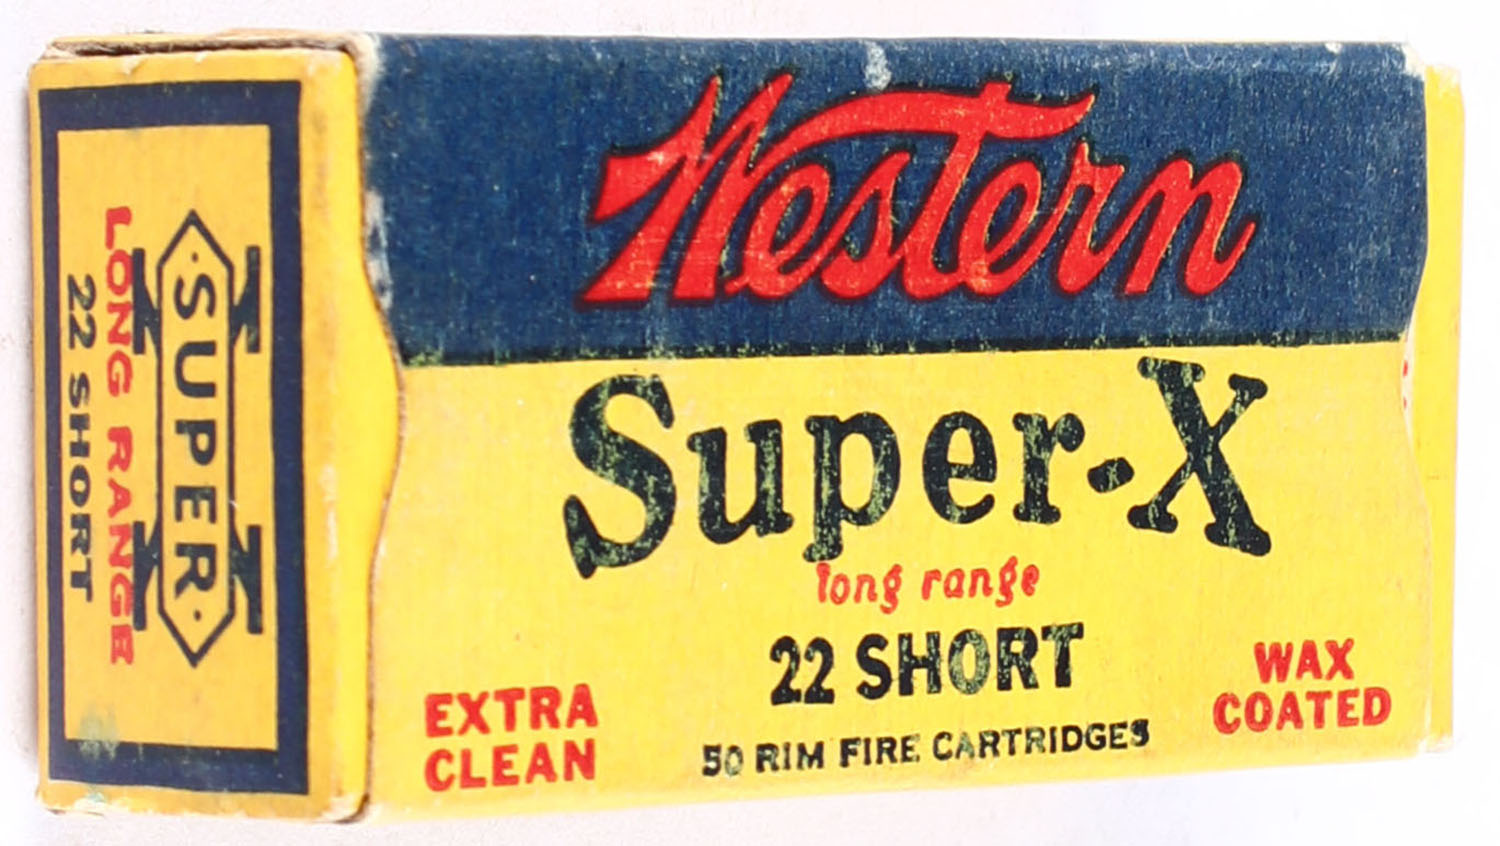 Western
Super-X
long range
22 SHORT
50 RIM FIRE CARTRIDGES
EXTRA
CLEAN
WAX
COATED
X SUPER X
LONG RANGE
22 SHORT